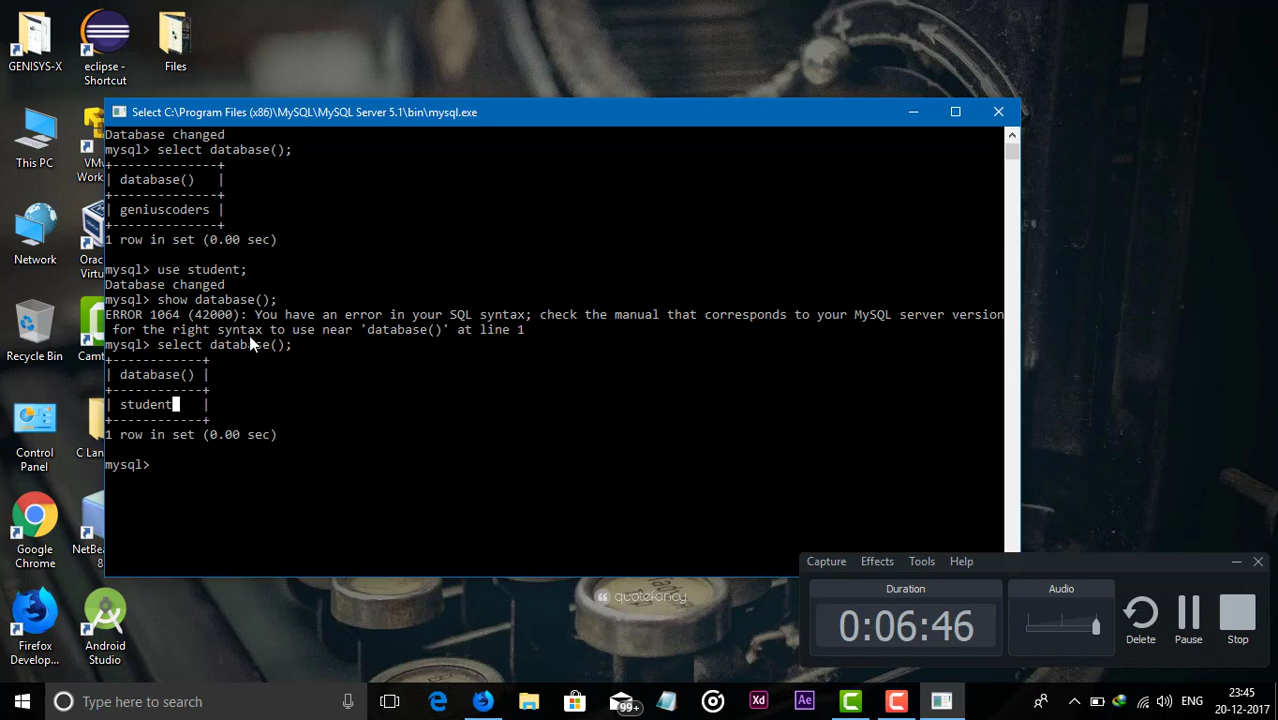 GENISYS-X
eclipse - Shortcut
Files
This PC
VMw
Work
Network
Orac
Virtu
Recycle Bin
Camt
Control Panel
C Lan
Google Chrome
NetBe
8
Firefox Develop...
Android Studio
Select C:\Program Files (x86)\MySQL\MySQL Server 5.1\bin\mysql.exe
Database changed
mysql> select database();
+--------------+
| database()   |
+--------------+
| geniuscoders |
+--------------+
1 row in set (0.00 sec)
mysql> use student;
Database changed
mysql> show database();
ERROR 1064 (42000): You have an error in your SQL syntax; check the manual that corresponds to your MySQL server version
for the right syntax to use near 'database()' at line 1
mysql> select database();
+------------+
| database() |
+------------+
| student    |
+------------+
1 row in set (0.00 sec)
mysql>
quotefancy
Capture Effects Tools Help
Duration Audio
0:06:46
Delete Pause Stop
Type here to search
99+
Xd
Ae
ENG
23:45
20-12-2017